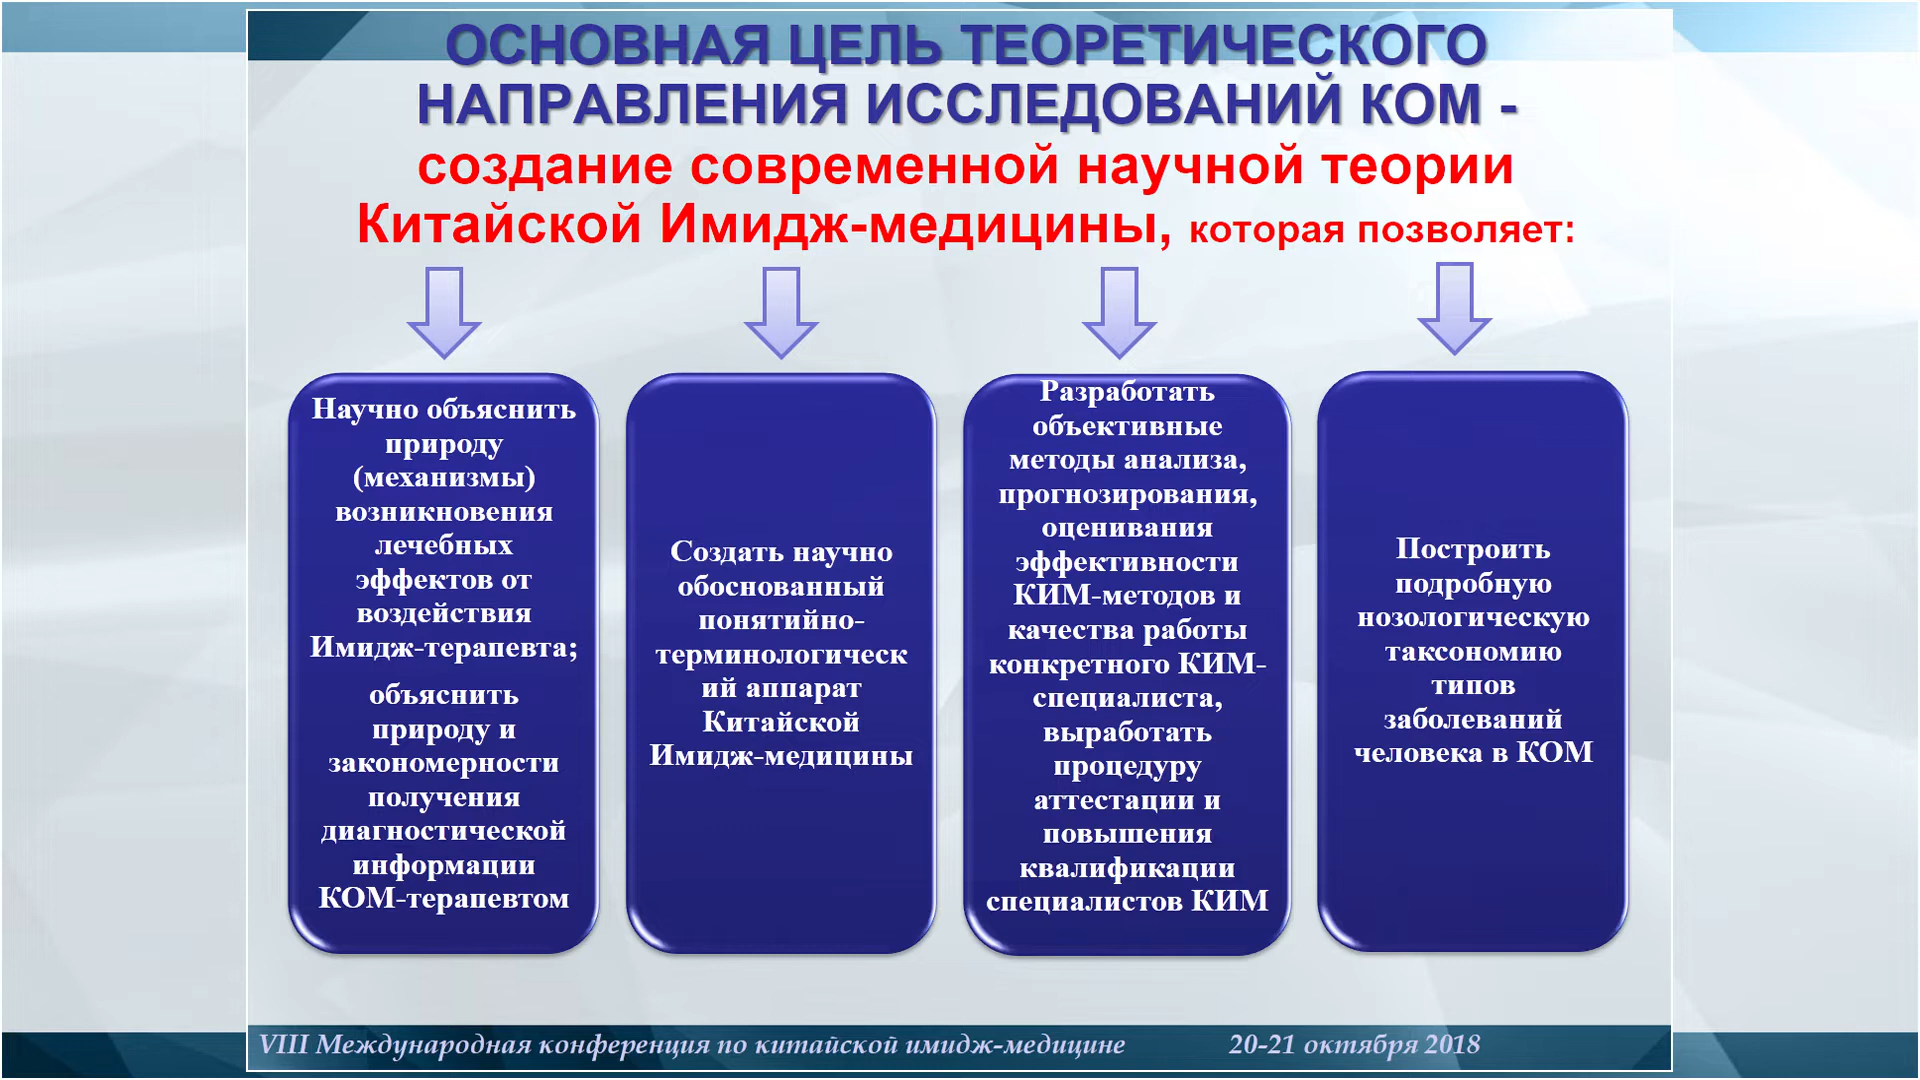 ОСНОВНАЯ ЦЕЛЬ ТЕОРЕТИЧЕСКОГО
НАПРАВЛЕНИЯ ИССЛЕДОВАНИЙ КОМ -
создание современной научной теории
Китайской Имидж-медицины, которая позволяет:
Научно объяснить
природу
(механизмы)
возникновения
лечебных
эффектов от
воздействия
Имидж-терапевта;
объяснить
природу и
закономерности
получения
диагностической
информации
КОМ-терапевтом
Создать научно
обоснованный
понятийно-
терминологическ
ий аппарат
Китайской
Имидж-медицины
Разработать
объективные
методы анализа,
прогнозирования,
оценивания
эффективности
КИМ-методов и
качества работы
конкретного КИМ-
специалиста,
выработать
процедуру
аттестации и
повышения
квалификации
специалистов КИМ
Построить
подробную
нозологическую
таксономию
типов
заболеваний
человека в КОМ
VIII Международная конференция по китайской имидж-медицине 20-21 октября 2018